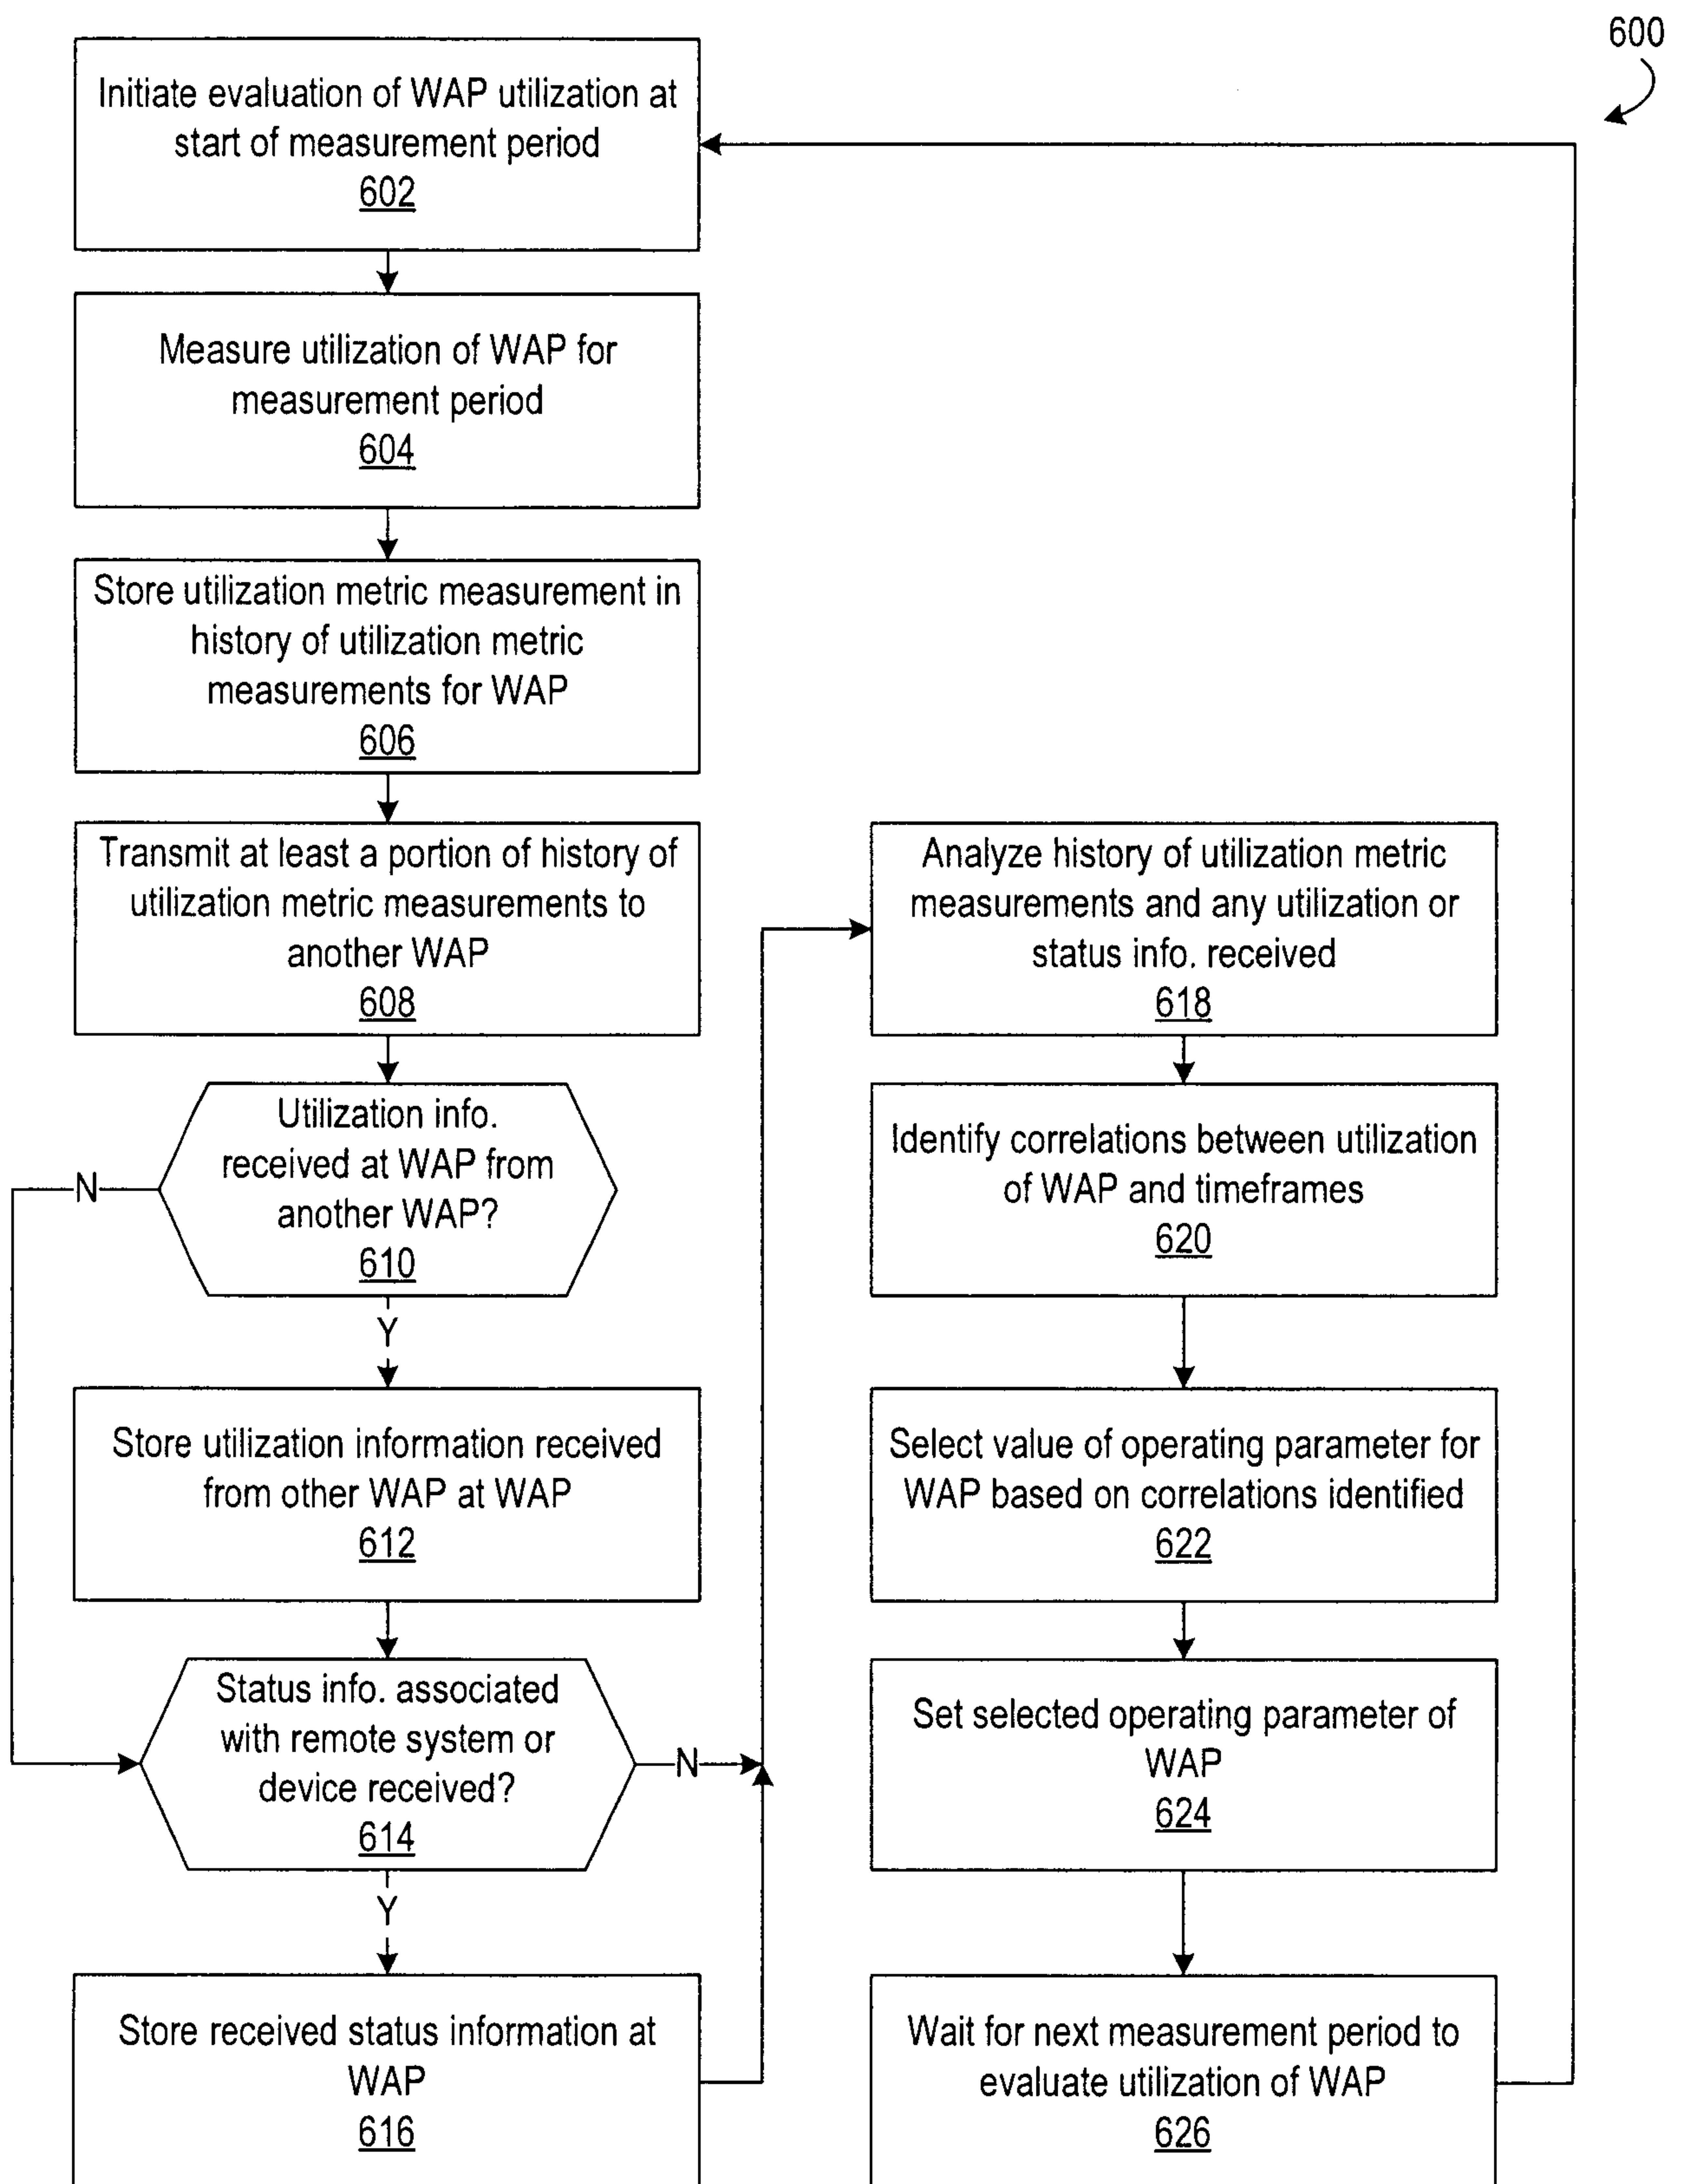 600
Initiate evaluation of WAP utilization at
start of measurement period
602
Measure utilization of WAP for
measurement period
604
Store utilization metric measurement in
history of utilization metric
measurements for WAP
606
Transmit at least a portion of history of
utilization metric measurements to
another WAP
608
Utilization info.
received at WAP from
another WAP?
610
N
Y
Store utilization information received
from other WAP at WAP
612
Status info. associated
with remote system or
device received?
614
N
Y
Store received status information at
WAP
616
Analyze history of utilization metric
measurements and any utilization or
status info. received
618
Identify correlations between utilization
of WAP and timeframes
620
Select value of operating parameter for
WAP based on correlations identified
622
Set selected operating parameter of
WAP
624
Wait for next measurement period to
evaluate utilization of WAP
626